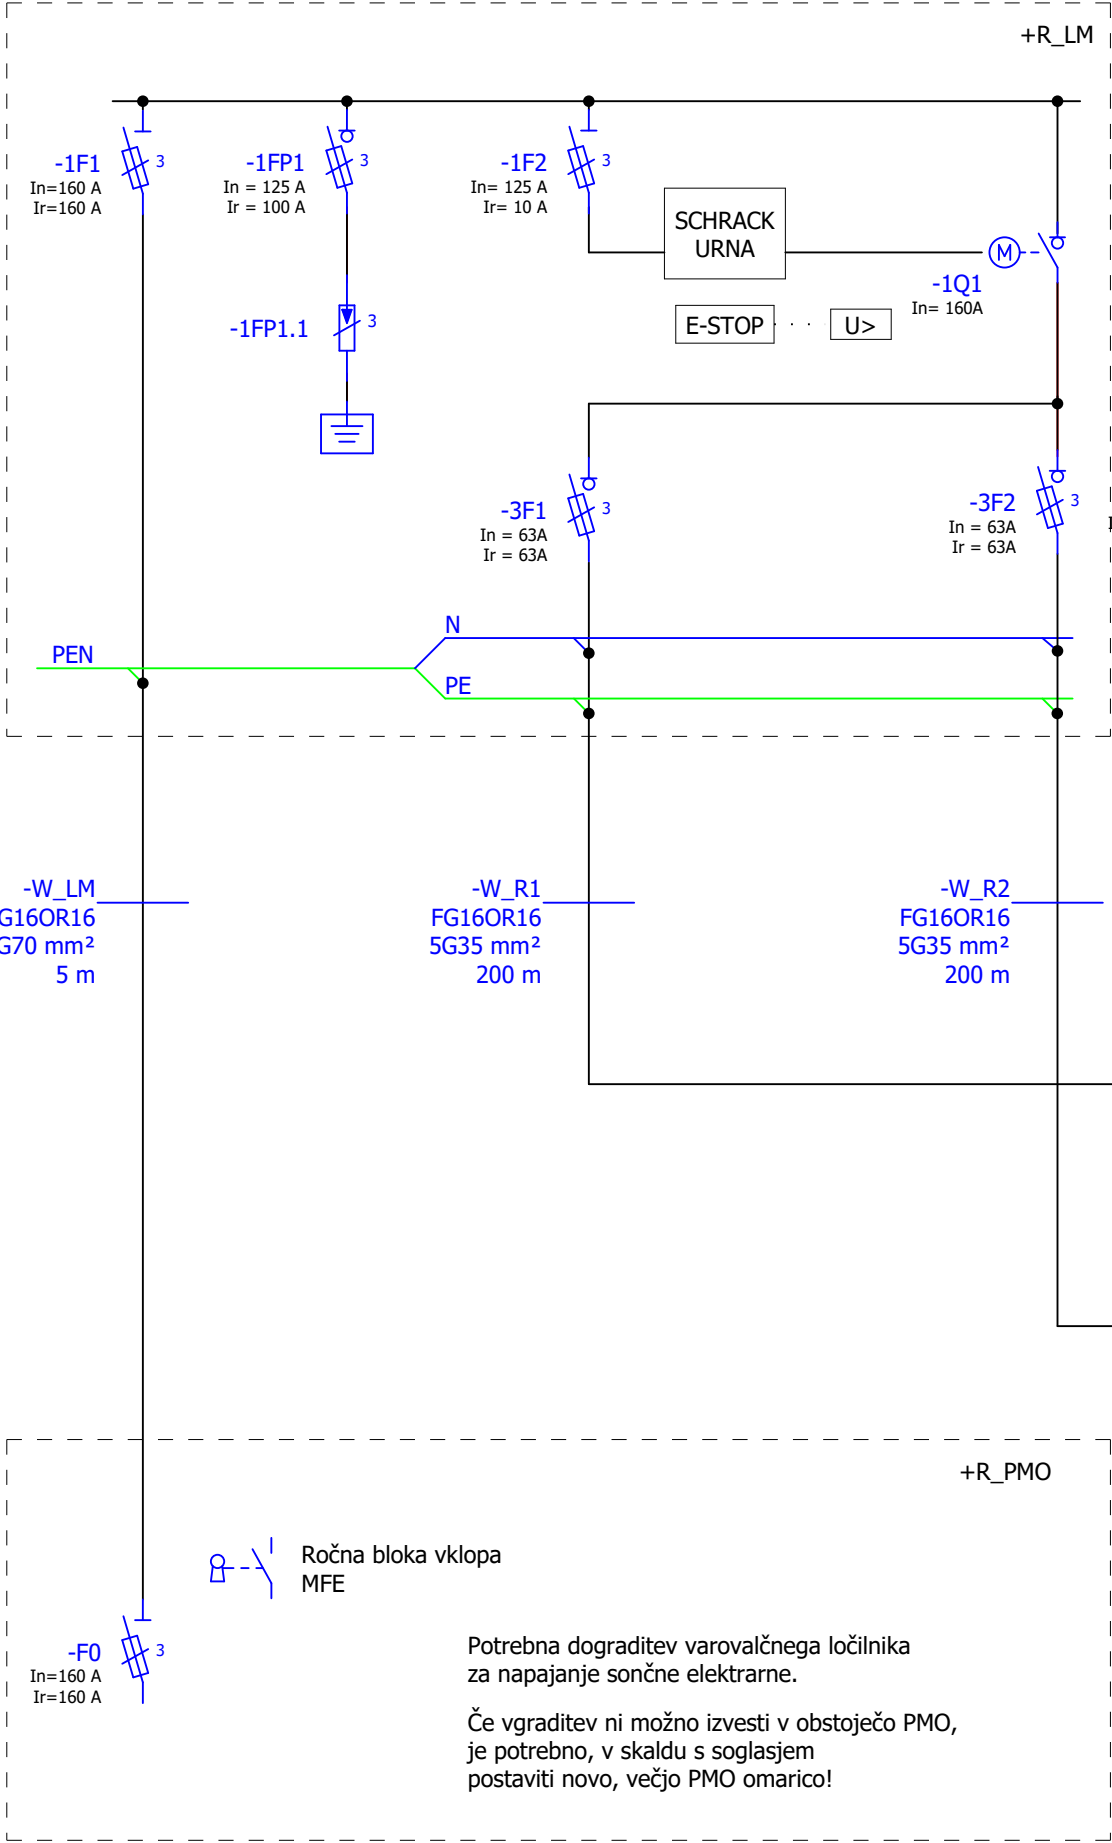 +R_LM
-1F1
In=160 A
Ir=160 A
3
-1FP1
In = 125 A
Ir = 100 A
3
-1F2
In= 125 A
Ir= 10 A
3
SCHRACK
URNA
M
-1Q1
In= 160A
E-STOP
U>
-1FP1.1
3
-3F1
In = 63A
Ir = 63A
3
-3F2
In = 63A
Ir = 63A
3
N
PEN
PE
-W_LM
G16OR16
G70 mm²
5 m
-W_R1
FG16OR16
5G35 mm²
200 m
-W_R2
FG16OR16
5G35 mm²
200 m
+R_PMO
Ročna bloka vklopa
MFE
-F0
In=160 A
Ir=160 A
3
Potrebna dograditev varovalčnega ločilnika
za napajanje sončne elektrarne.
Če vgraditev ni možno izvesti v obstoječo PMO,
je potrebno, v skaldu s soglasjem
postaviti novo, večjo PMO omarico!